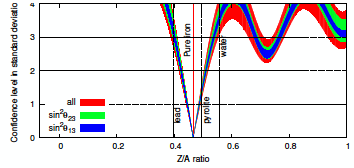 Confidence level in standard deviatio
4
3
2
1
0
Pure iron
water
lead
pyrolite
all
sin²θ₂₃
sin²θ₁₃
0 0.2 0.4 0.6 0.8 1
Z/A ratio